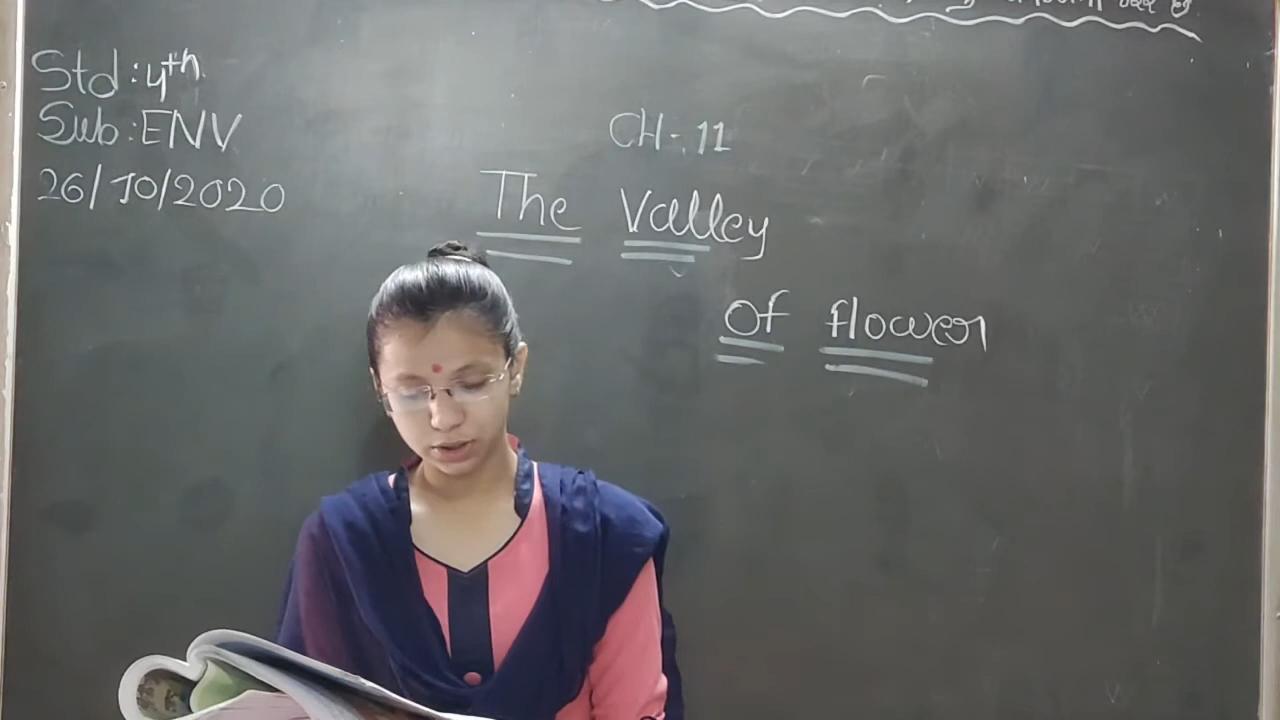 Std : 4th
Sub : ENV
26/10/2020
CH-. 11
The Valley
of flower